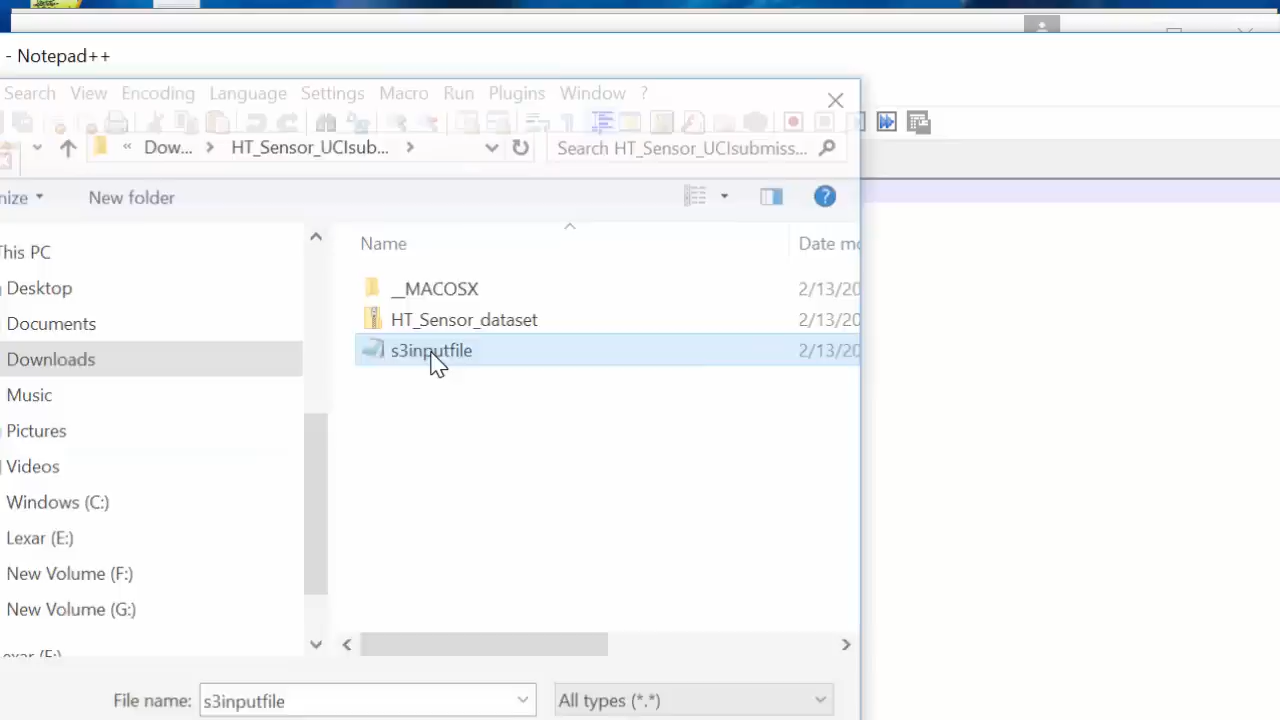 - Notepad++
Search View Encoding Language Settings Macro Run Plugins Window ?
« Dow... > HT_Sensor_UCIsub... >
Search HT_Sensor_UCIsubmiss...
nize
New folder
This PC
Name
Date mo
Desktop
__MACOSX 2/13/20
Documents
HT_Sensor_dataset 2/13/20
Downloads
s3inputfile 2/13/20
Music
Pictures
Videos
Windows (C:)
Lexar (E:)
New Volume (F:)
New Volume (G:)
exar (E:)
File name: s3inputfile
All types (*.*)